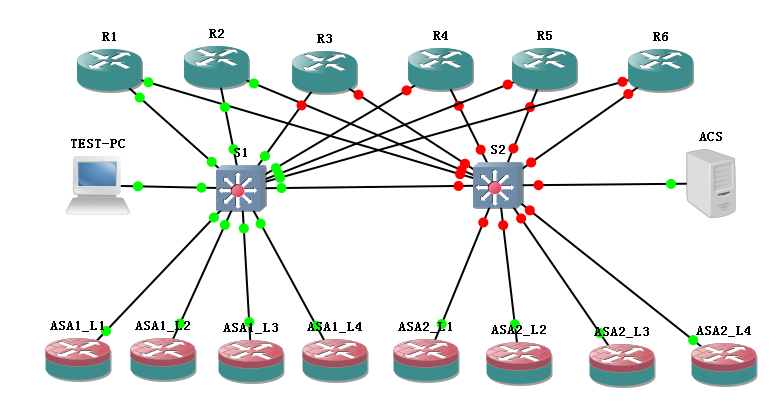 R1
R2
R3
R4
R5
R6
TEST-PC
S1
S2
ACS
ASA1_L1
ASA1_L2
ASA1_L3
ASA1_L4
ASA2_L1
ASA2_L2
ASA2_L3
ASA2_L4